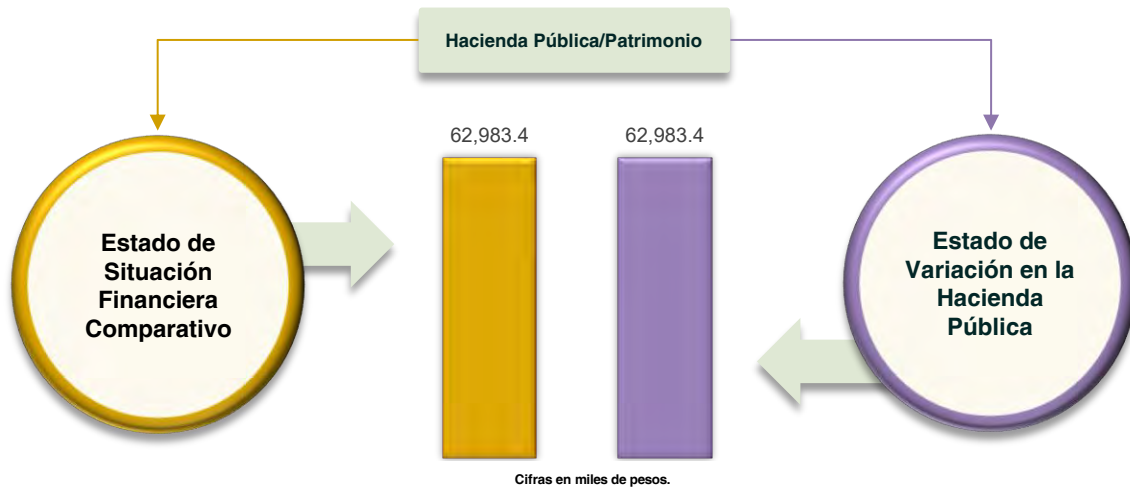 Hacienda Pública/Patrimonio
62,983.4
62,983.4
Estado de
Situación
Financiera
Comparativo
Estado de
Variación en la
Hacienda
Pública
Cifras en miles de pesos.